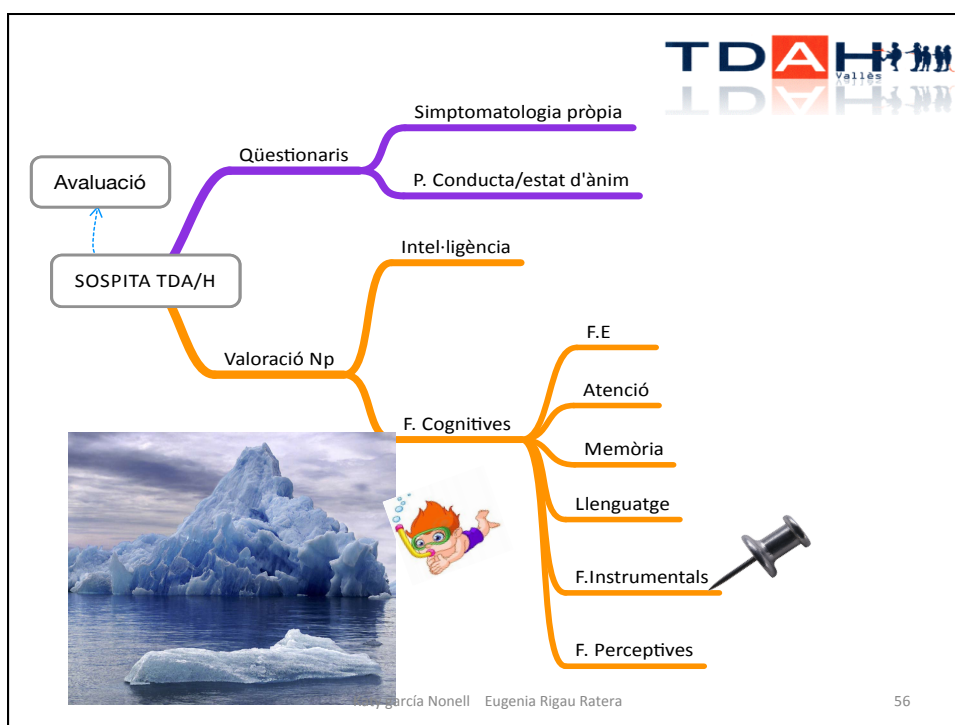 TDAH
Vallès
Simptomatologia pròpia
Qüestionaris
P. Conducta/estat d'ànim
Avaluació
SOSPITA TDA/H
Intel·ligència
Valoració Np
F. Cognitives
F.E
Atenció
Memòria
Llenguatge
F.Instrumentals
F. Perceptives
garcía Nonell Eugenia Rigau Ratera
56